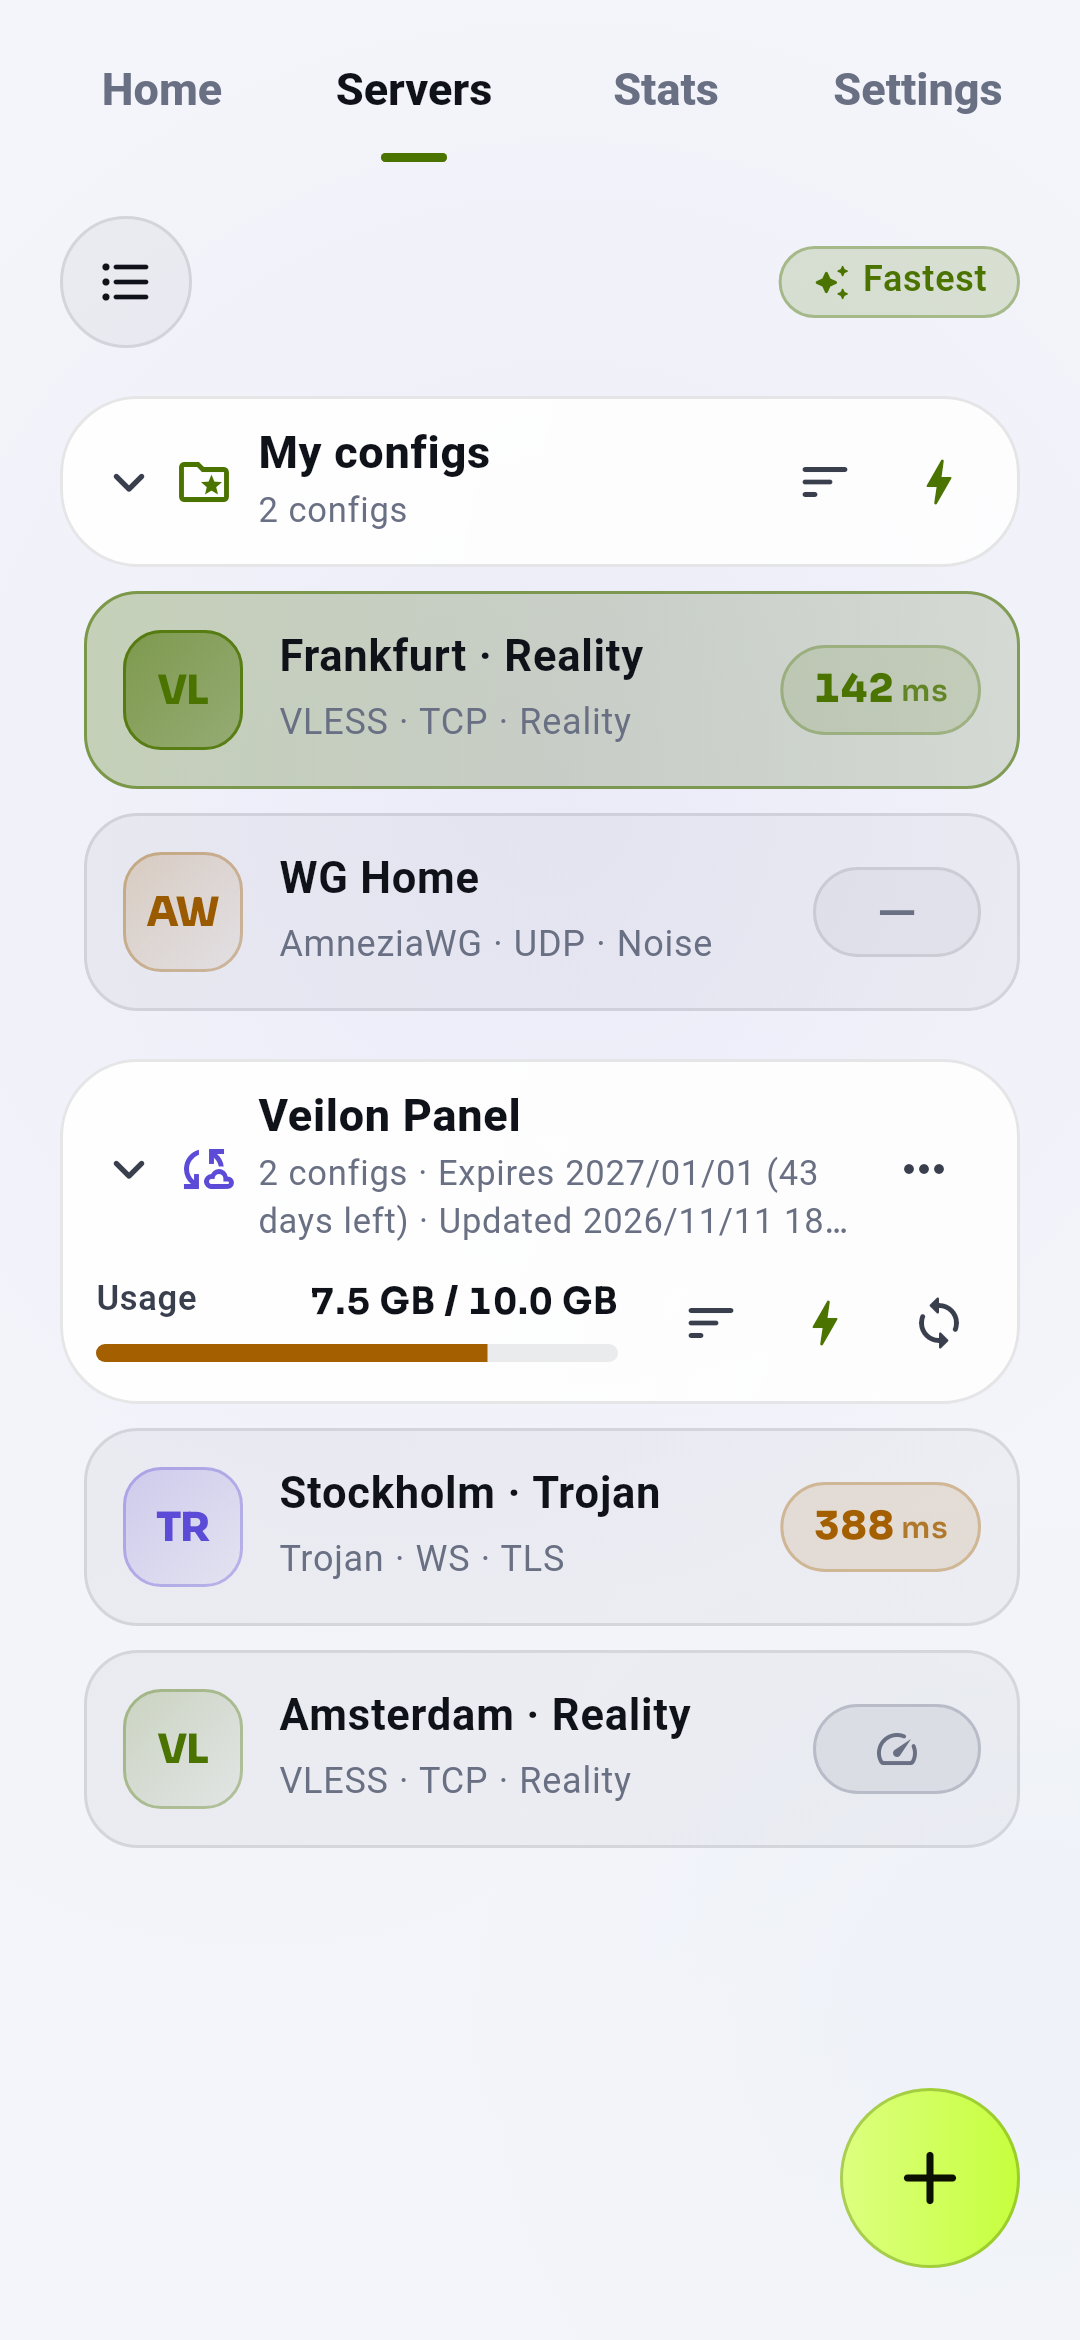 Home Servers Stats Settings
Fastest
My configs
2 configs
VL
Frankfurt · Reality
VLESS · TCP · Reality
142 ms
AW
WG Home
AmneziaWG · UDP · Noise
—
Veilon Panel
2 configs · Expires 2027/01/01 (43
days left) · Updated 2026/11/11 18…
Usage 7.5 GB / 10.0 GB
TR
Stockholm · Trojan
Trojan · WS · TLS
388 ms
VL
Amsterdam · Reality
VLESS · TCP · Reality